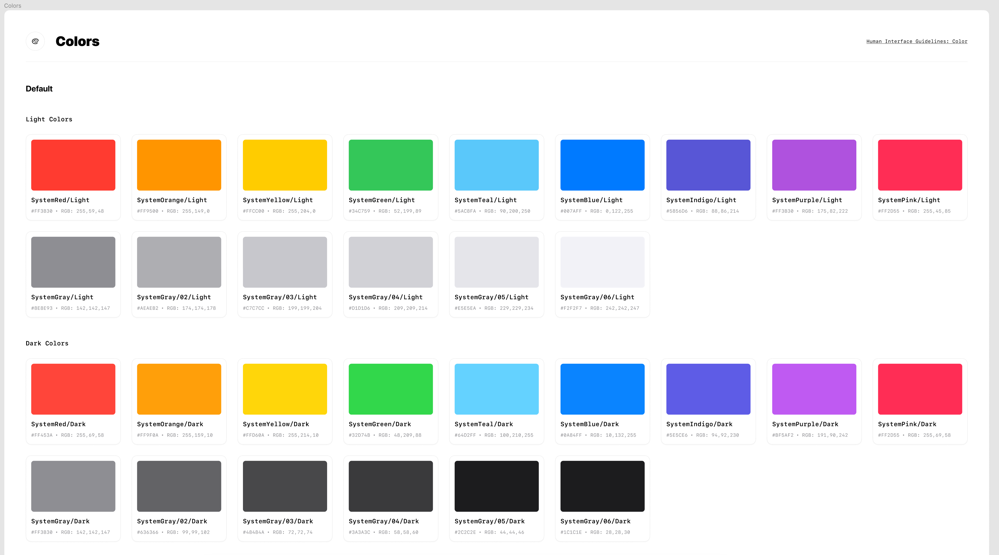 Colors
Colors
Human Interface Guidelines: Color
Default
Light Colors
SystemRed/Light
#FF3B30 • RGB: 255,59,48
SystemOrange/Light
#FF9500 • RGB: 255,149,0
SystemYellow/Light
#FFCC00 • RGB: 255,204,0
SystemGreen/Light
#34C759 • RGB: 52,199,89
SystemTeal/Light
#5AC8FA • RGB: 90,200,250
SystemBlue/Light
#007AFF • RGB: 0,122,255
SystemIndigo/Light
#5856D6 • RGB: 88,86,214
SystemPurple/Light
#FF3B30 • RGB: 175,82,222
SystemPink/Light
#FF2D55 • RGB: 255,45,85
SystemGray/Light
#8E8E93 • RGB: 142,142,147
SystemGray/02/Light
#AEAEB2 • RGB: 174,174,178
SystemGray/03/Light
#C7C7CC • RGB: 199,199,204
SystemGray/04/Light
#D1D1D6 • RGB: 209,209,214
SystemGray/05/Light
#E5E5EA • RGB: 229,229,234
SystemGray/06/Light
#F2F2F7 • RGB: 242,242,247
Dark Colors
SystemRed/Dark
#FF453A • RGB: 255,69,58
SystemOrange/Dark
#FF9F0A • RGB: 255,159,10
SystemYellow/Dark
#FFD60A • RGB: 255,214,10
SystemGreen/Dark
#32D74B • RGB: 48,209,88
SystemTeal/Dark
#64D2FF • RGB: 100,210,255
SystemBlue/Dark
#0A84FF • RGB: 10,132,255
SystemIndigo/Dark
#5E5CE6 • RGB: 94,92,230
SystemPurple/Dark
#BF5AF2 • RGB: 191,90,242
SystemPink/Dark
#FF2D55 • RGB: 255,69,58
SystemGray/Dark
#FF3B30 • RGB: 142,142,147
SystemGray/02/Dark
#636366 • RGB: 99,99,102
SystemGray/03/Dark
#48484A • RGB: 72,72,74
SystemGray/04/Dark
#3A3A3C • RGB: 58,58,60
SystemGray/05/Dark
#2C2C2E • RGB: 44,44,46
SystemGray/06/Dark
#1C1C1E • RGB: 28,28,30